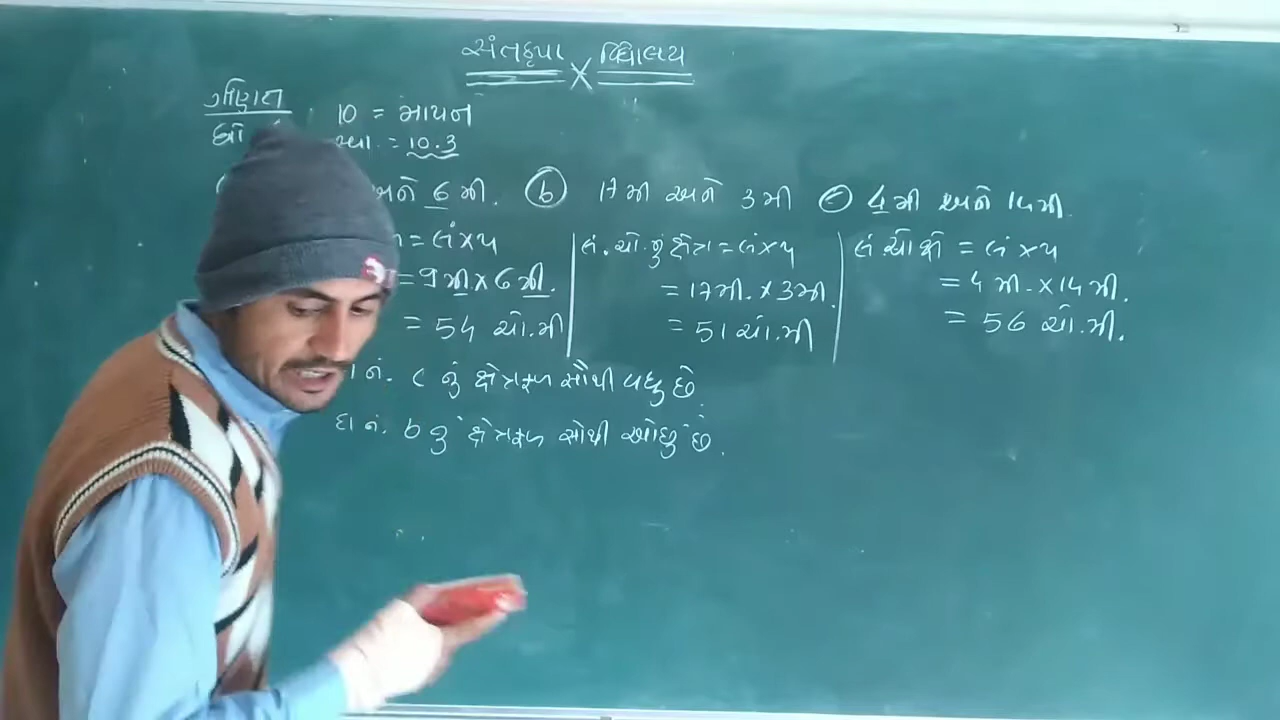 સંતકૃપા X વિદ્યાલય
ગણિત
ધો
10 = માપન
સ્વા. = 10.3
અને 6 મી. (b) 17 મી અને 3 મી (c) 4 મી અને 14 મી.
= લં x પ
લં. ચો. નું ક્ષેત્ર = લં x પ
લં ચો ક્ષે = લં x પ
= 9 મી x 6 મી.
= 17 મી. x 3 મી.
= 4 મી. x 14 મી.
= 54 ચો. મી
= 51 ચો. મી
= 56 ચો. મી.
દા નં. c નું ક્ષેત્રફળ સૌથી વધુ છે.
દા નં. b નું ક્ષેત્રફળ સૌથી ઓછું છે.